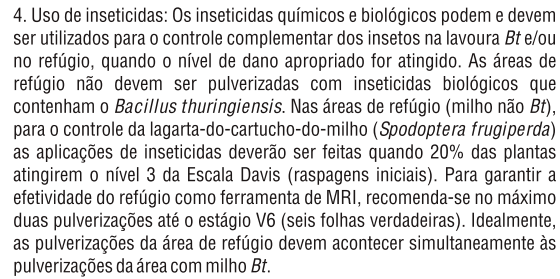 4. Uso de inseticidas: Os inseticidas químicos e biológicos podem e devem
ser utilizados para o controle complementar dos insetos na lavoura Bt e/ou
no refúgio, quando o nível de dano apropriado for atingido. As áreas de
refúgio não devem ser pulverizadas com inseticidas biológicos que
contenham o Bacillus thuringiensis. Nas áreas de refúgio (milho não Bt),
para o controle da lagarta-do-cartucho-do-milho (Spodoptera frugiperda)
as aplicações de inseticidas deverão ser feitas quando 20% das plantas
atingirem o nível 3 da Escala Davis (raspagens iniciais). Para garantir a
efetividade do refúgio como ferramenta de MRI, recomenda-se no máximo
duas pulverizações até o estágio V6 (seis folhas verdadeiras). Idealmente,
as pulverizações da área de refúgio devem acontecer simultaneamente às
pulverizações da área com milho Bt.